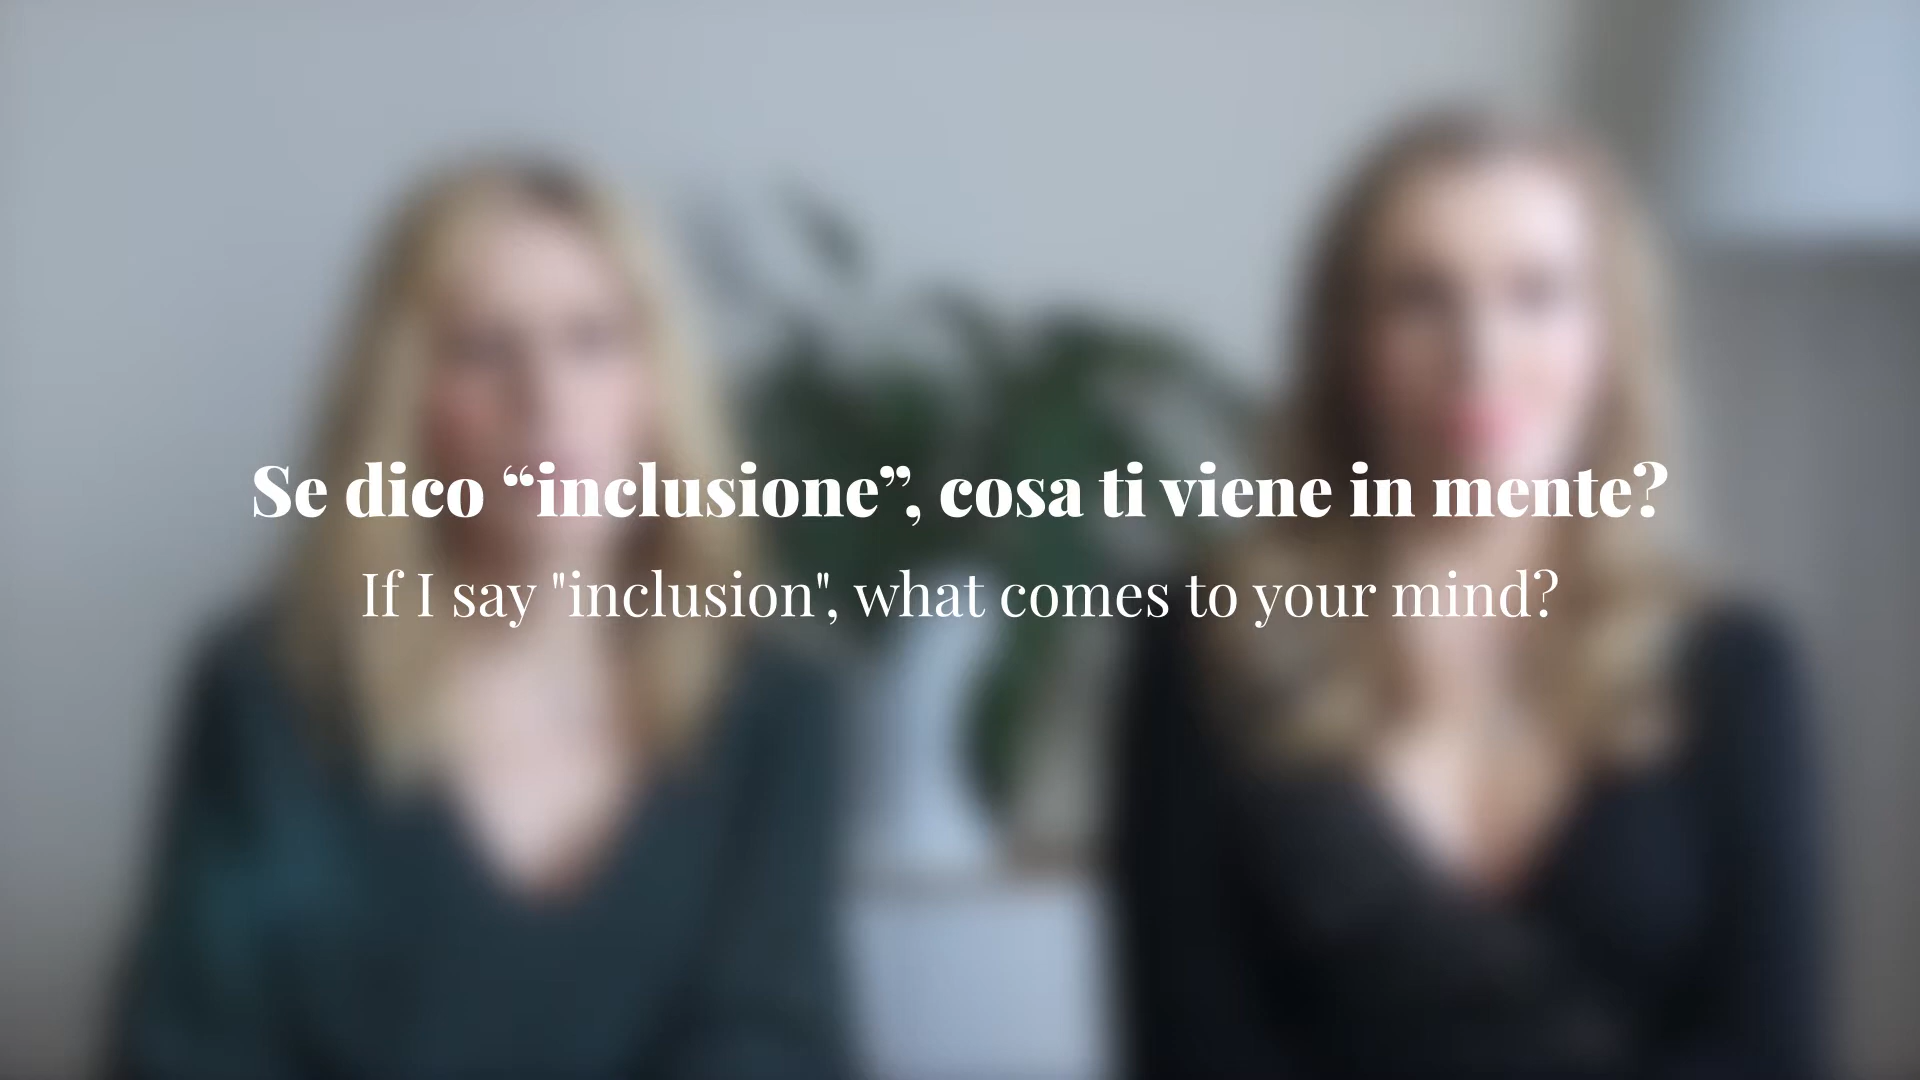 Se dico “inclusione”, cosa ti viene in mente?
If I say "inclusion", what comes to your mind?